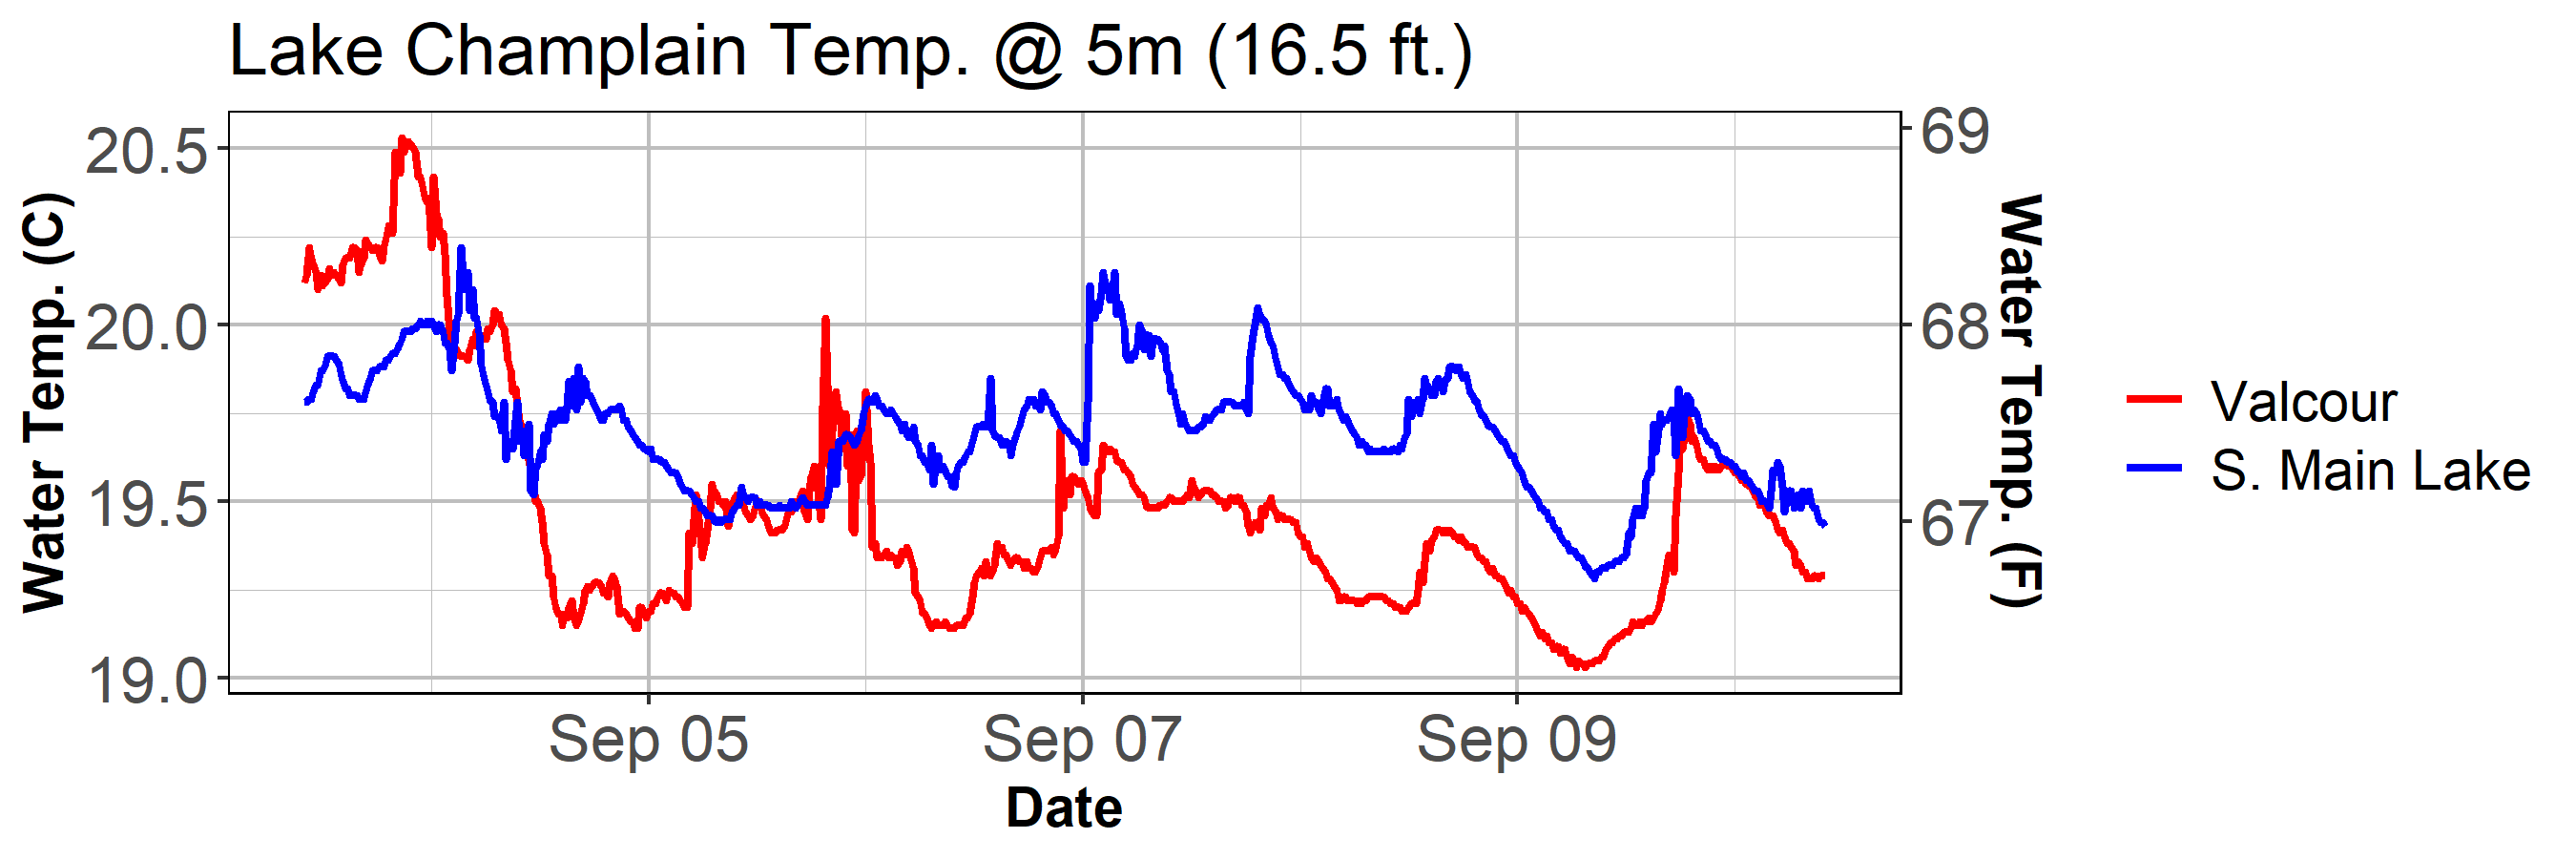 Lake Champlain Temp. @ 5m (16.5 ft.)
20.5
20.0
19.5
19.0
Water Temp. (C)
69
68
67
Water Temp. (F)
Sep 05
Sep 07
Sep 09
Date
Valcour
S. Main Lake